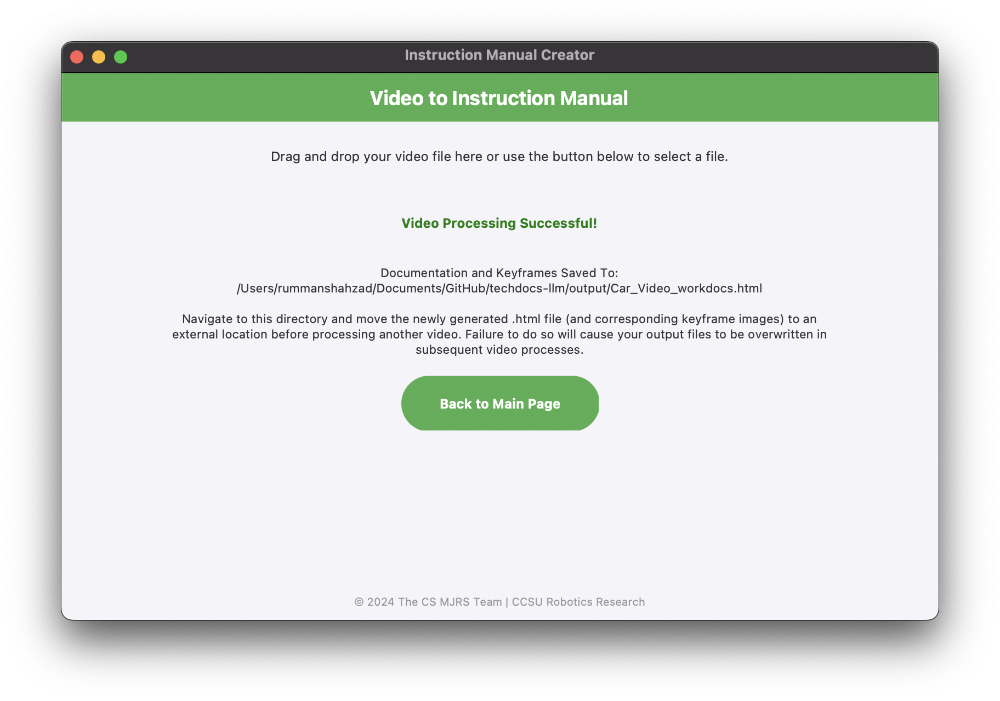 Instruction Manual Creator
Video to Instruction Manual
Drag and drop your video file here or use the button below to select a file.
Video Processing Successful!
Documentation and Keyframes Saved To:
/Users/rummanshahzad/Documents/GitHub/techdocs-llm/output/Car_Video_workdocs.html
Navigate to this directory and move the newly generated .html file (and corresponding keyframe images) to an
external location before processing another video. Failure to do so will cause your output files to be overwritten in
subsequent video processes.
Back to Main Page
© 2024 The CS MJRS Team | CCSU Robotics Research